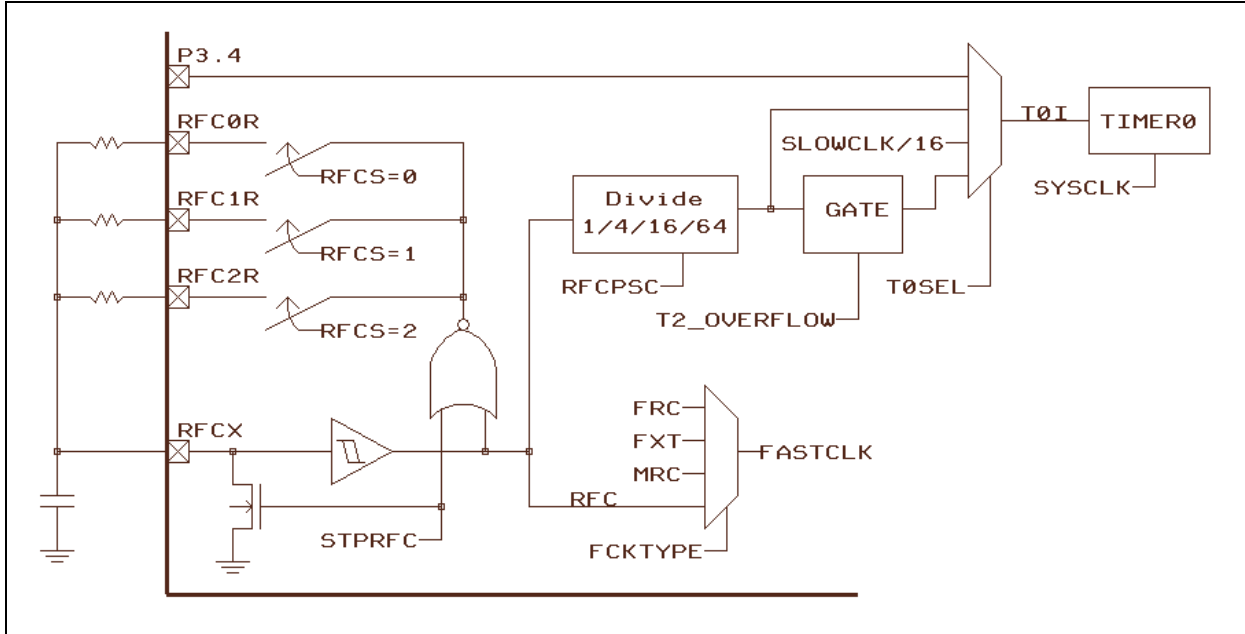 P3.4
RFC0R
RFCS=0
RFC1R
RFCS=1
RFC2R
RFCS=2
RFCX
STPRFC
Divide
1/4/16/64
RFCPSC
GATE
T2_OVERFLOW
SLOWCLK/16
T0SEL
T0I
TIMER0
SYSCLK
FRC
FXT
MRC
RFC
FCKTYPE
FASTCLK